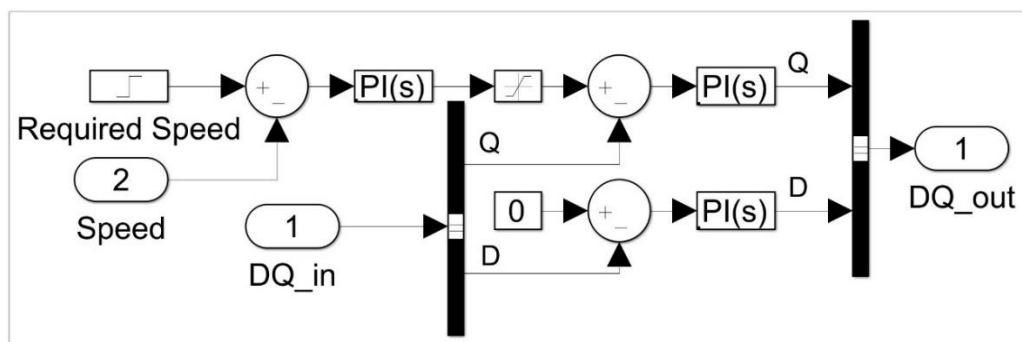 Q
+
−
PI(s)
+
−
PI(s)
Required Speed
Q
2
Speed
0
+
−
PI(s)
D
1
DQ_out
1
D
DQ_in